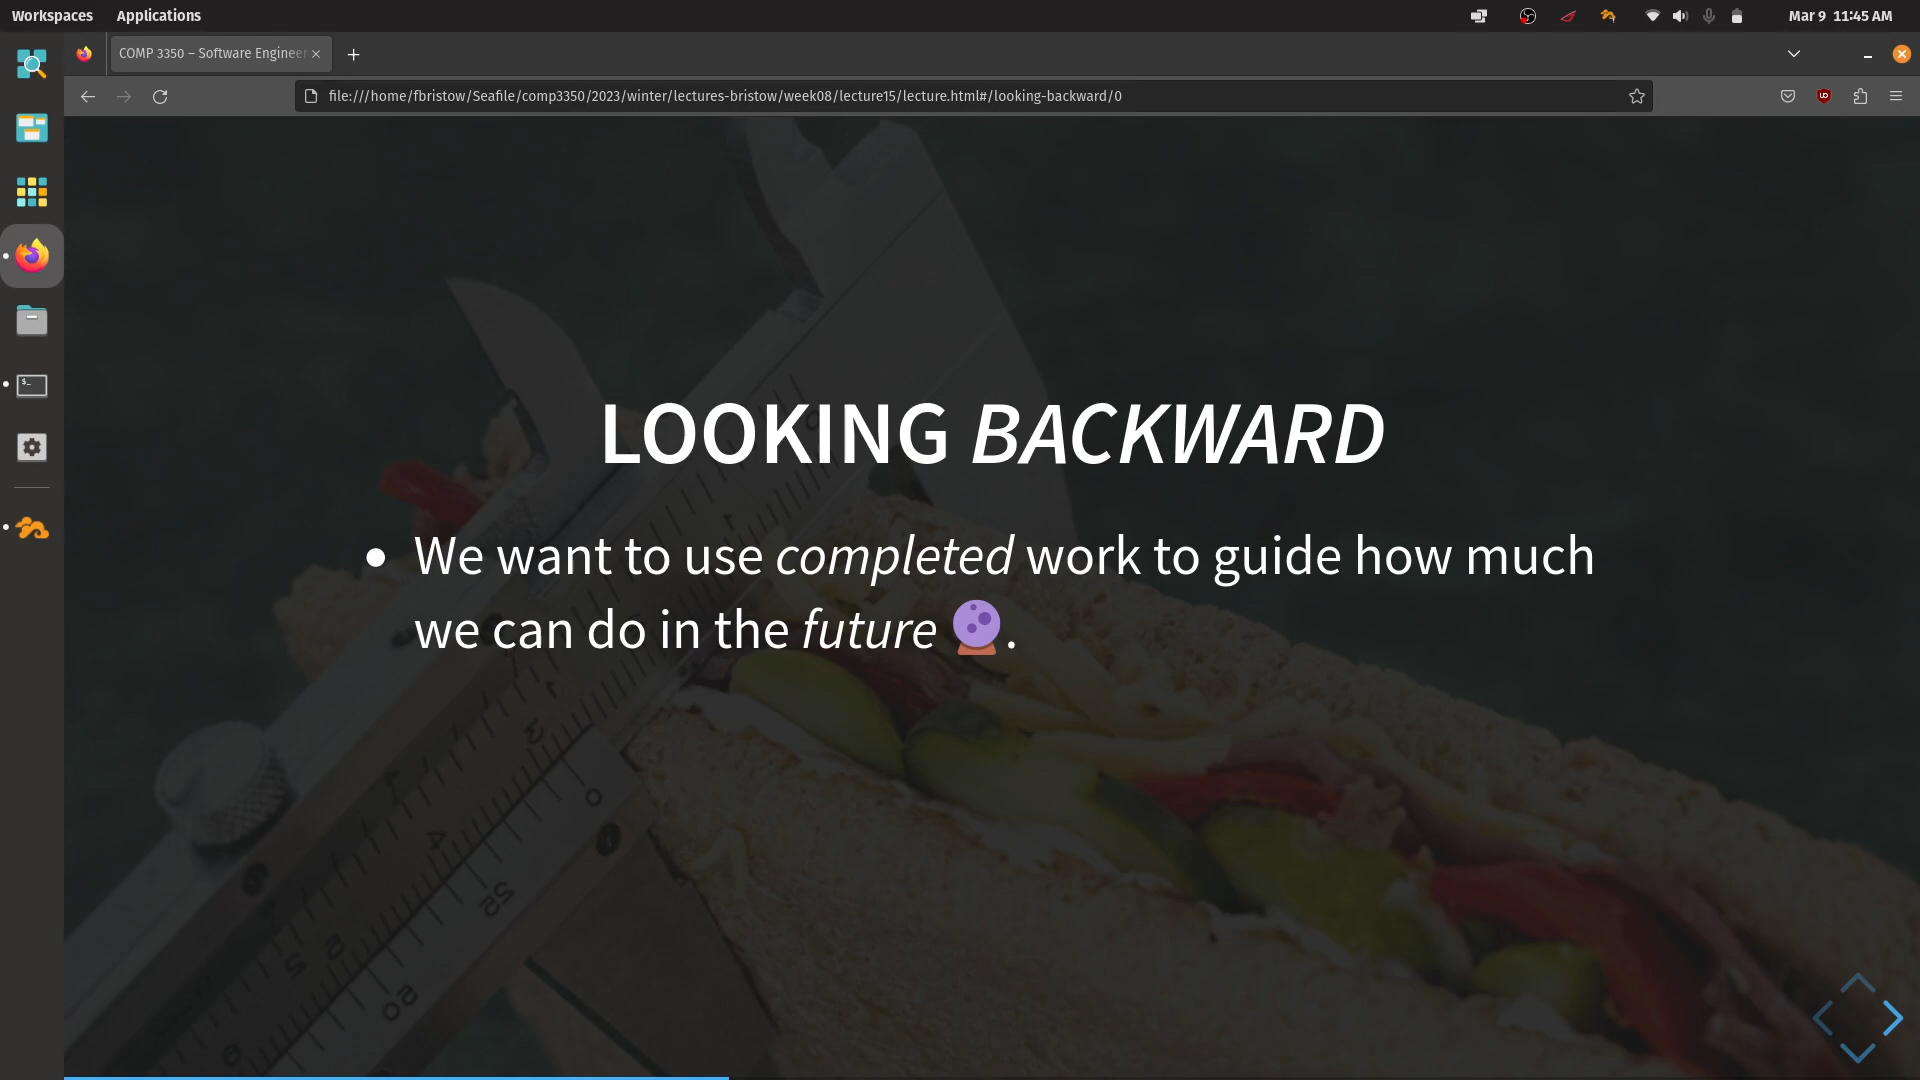 Workspaces Applications Mar 9 11:45 AM
COMP 3350 – Software Engineer
file:///home/fbristow/Seafile/comp3350/2023/winter/lectures-bristow/week08/lecture15/lecture.html#/looking-backward/0
LOOKING BACKWARD
• We want to use completed work to guide how much
we can do in the future 🔮.